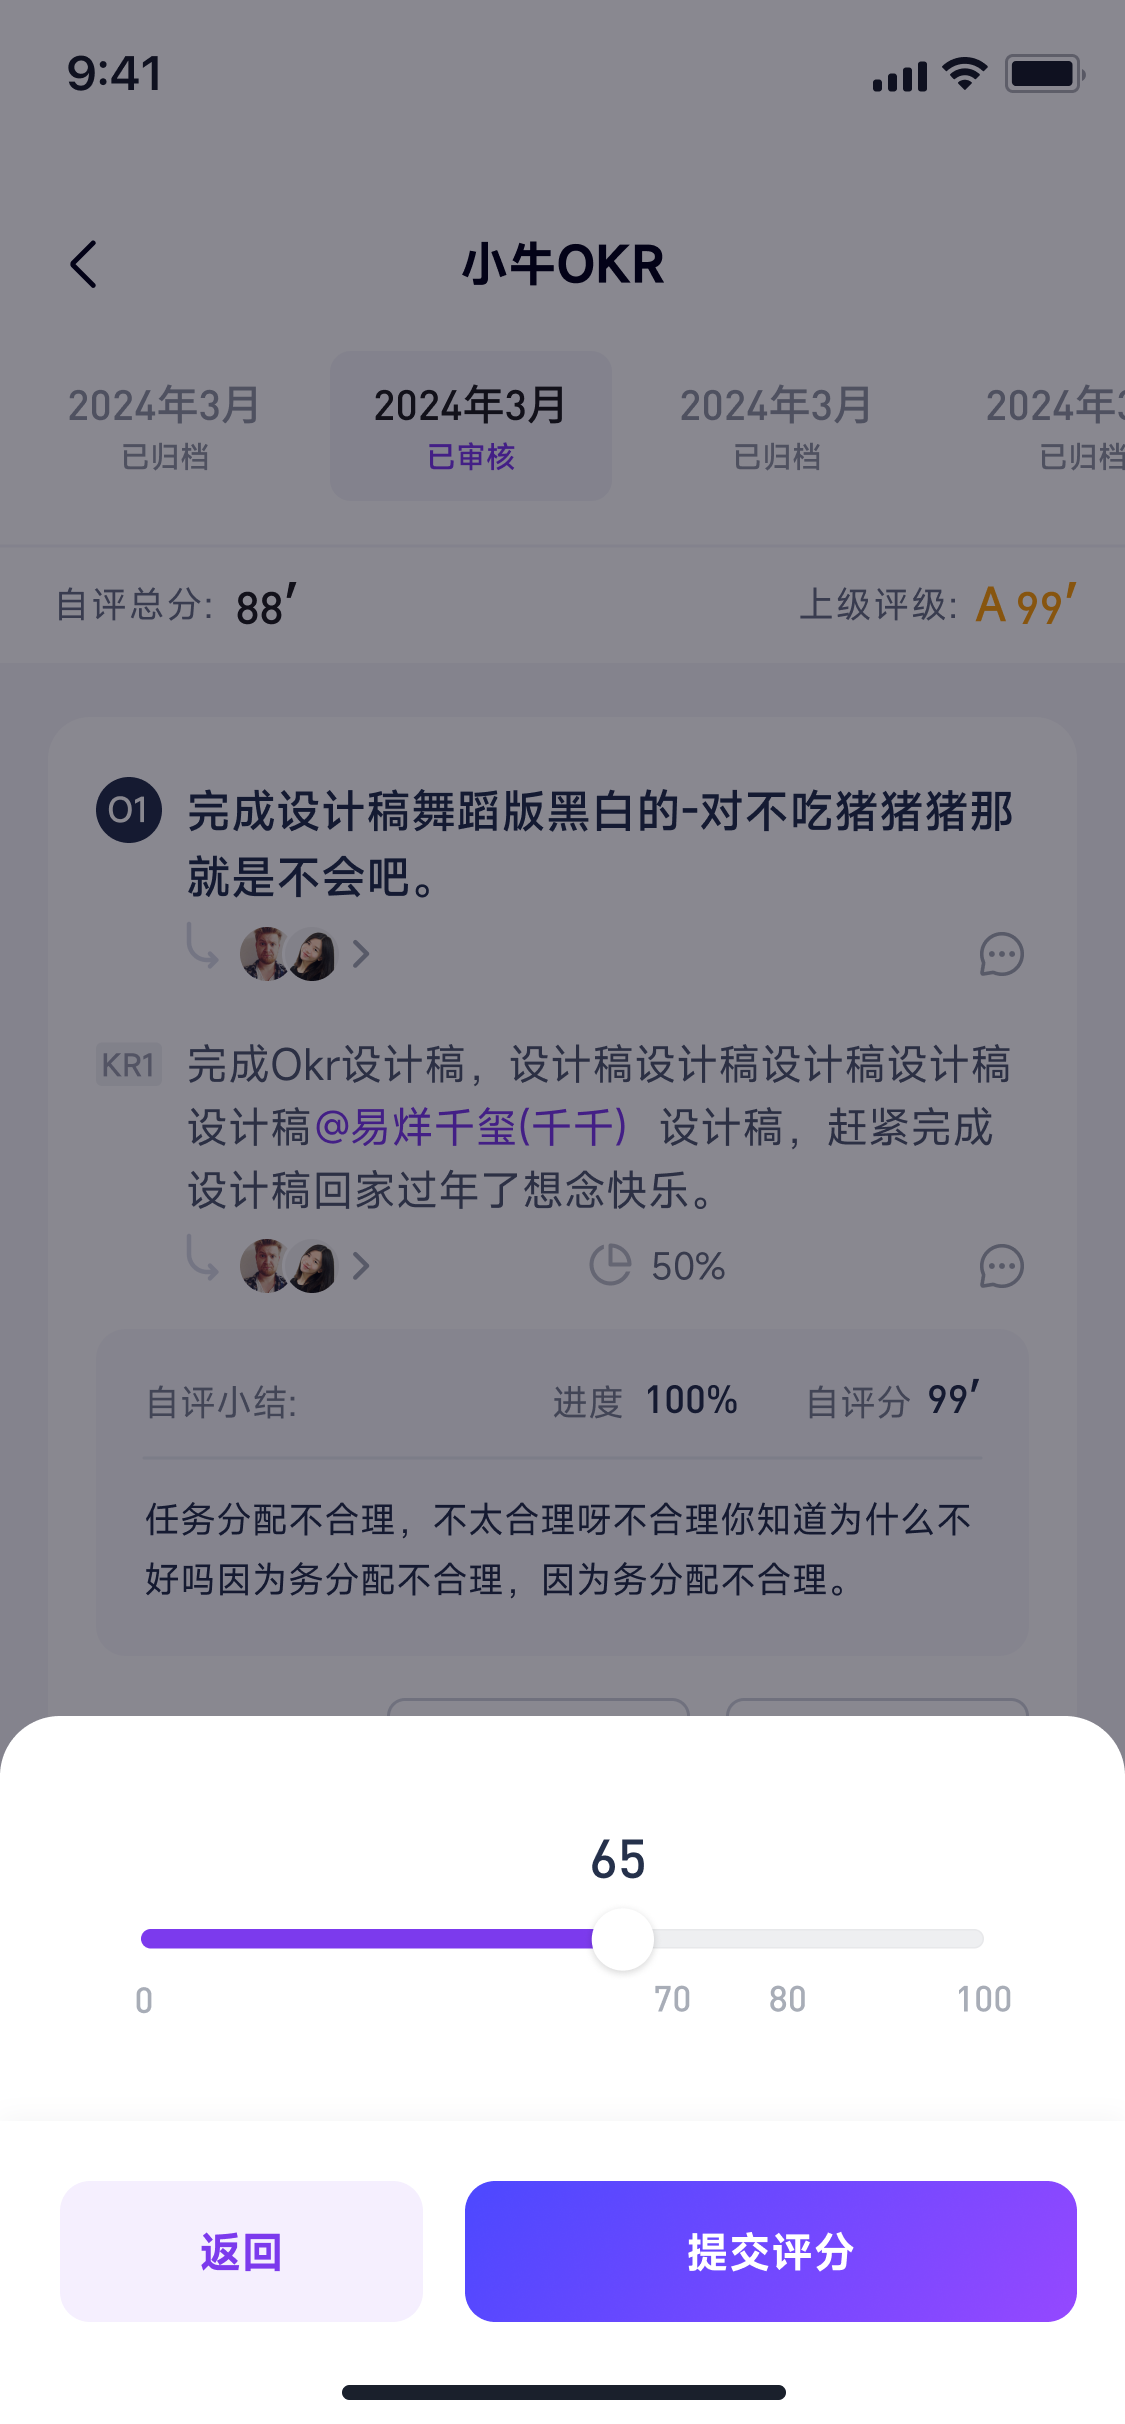 9:41
小牛OKR
2024年3月 2024年3月 2024年3月 2024年3
已归档 已审核 已归档 已归档
自评总分: 88′ 上级评级: A 99′
O1 完成设计稿舞蹈版黑白的-对不吃猪猪猪那
就是不会吧。
KR1 完成Okr设计稿，设计稿设计稿设计稿设计稿
设计稿@易烊千玺(千千) 设计稿，赶紧完成
设计稿回家过年了想念快乐。
50%
自评小结: 进度 100% 自评分 99′
任务分配不合理，不太合理呀不合理你知道为什么不
好吗因为务分配不合理，因为务分配不合理。
65
0 70 80 100
返回 提交评分